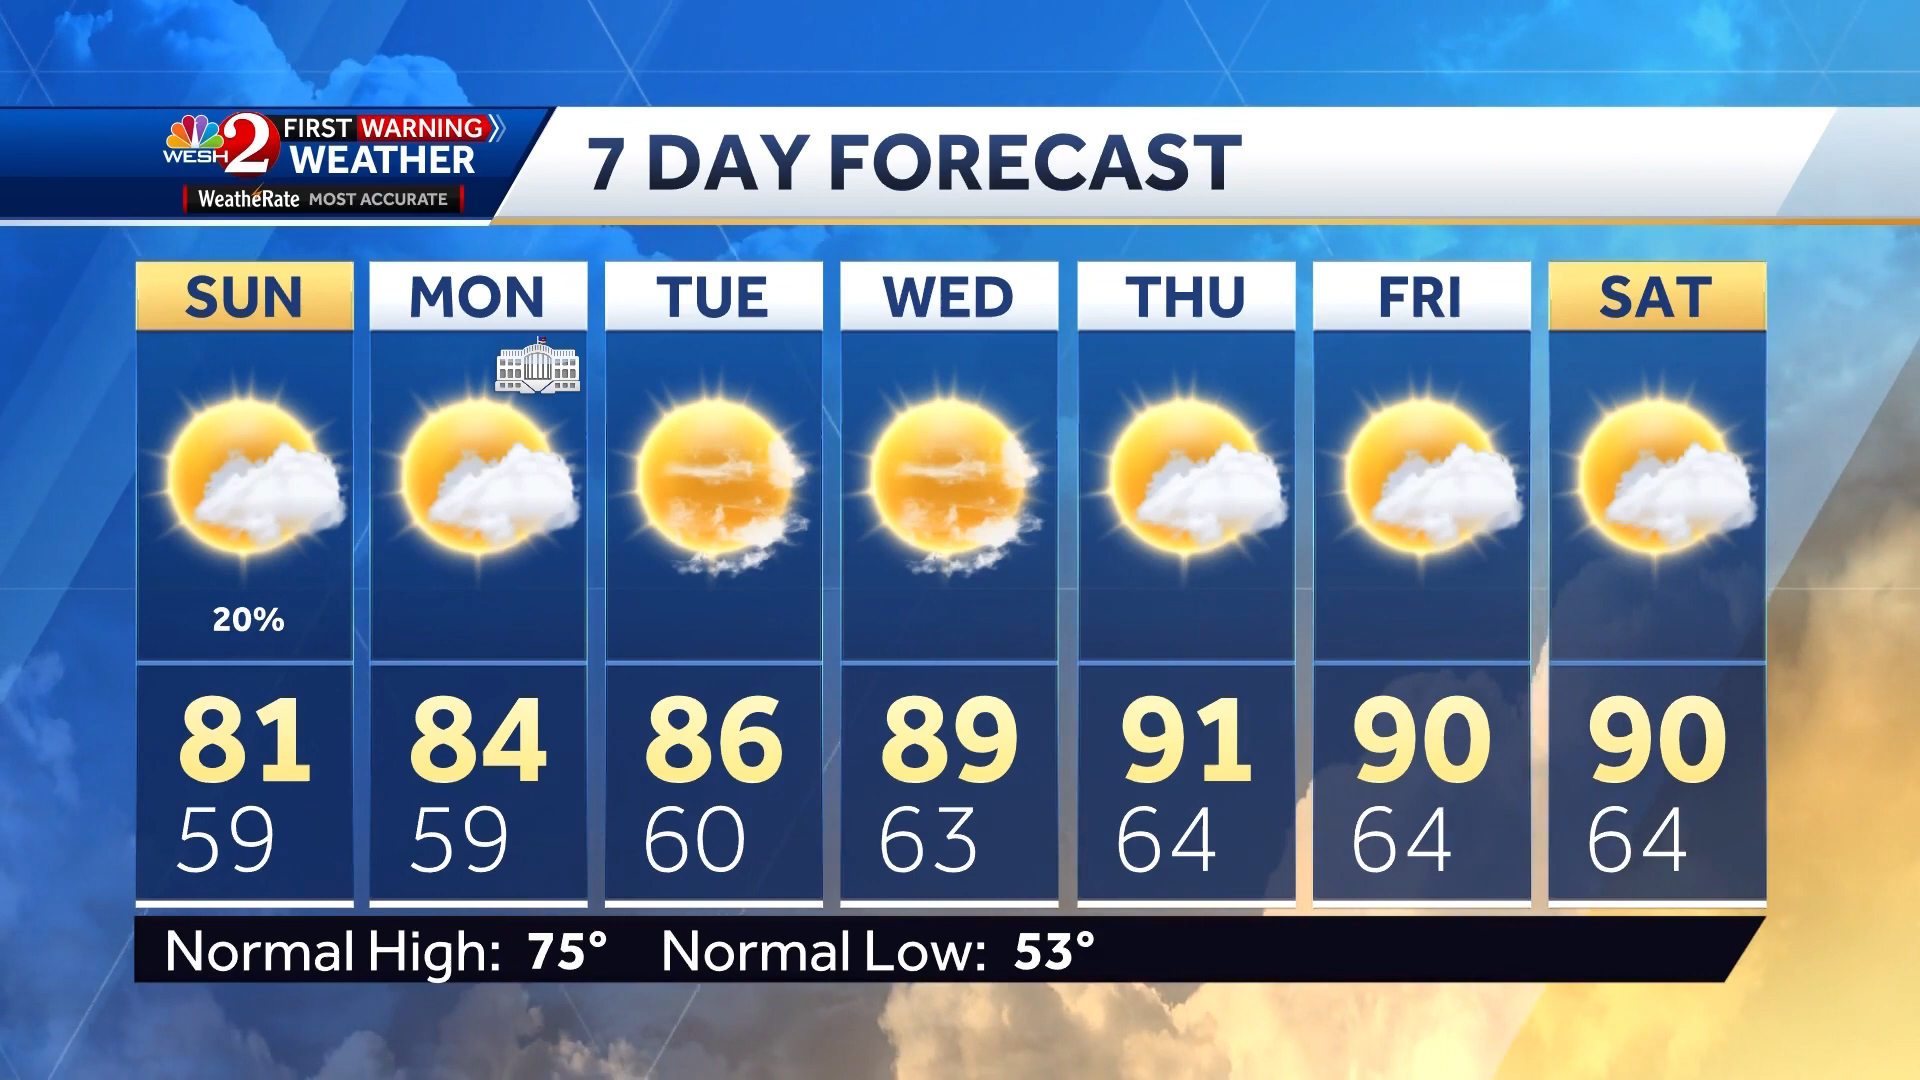 WESH 2 FIRST WARNING
WEATHER
WeatheRate MOST ACCURATE
7 DAY FORECAST
SUN MON TUE WED THU FRI SAT
20%
81 84 86 89 91 90 90
59 59 60 63 64 64 64
Normal High: 75° Normal Low: 53°